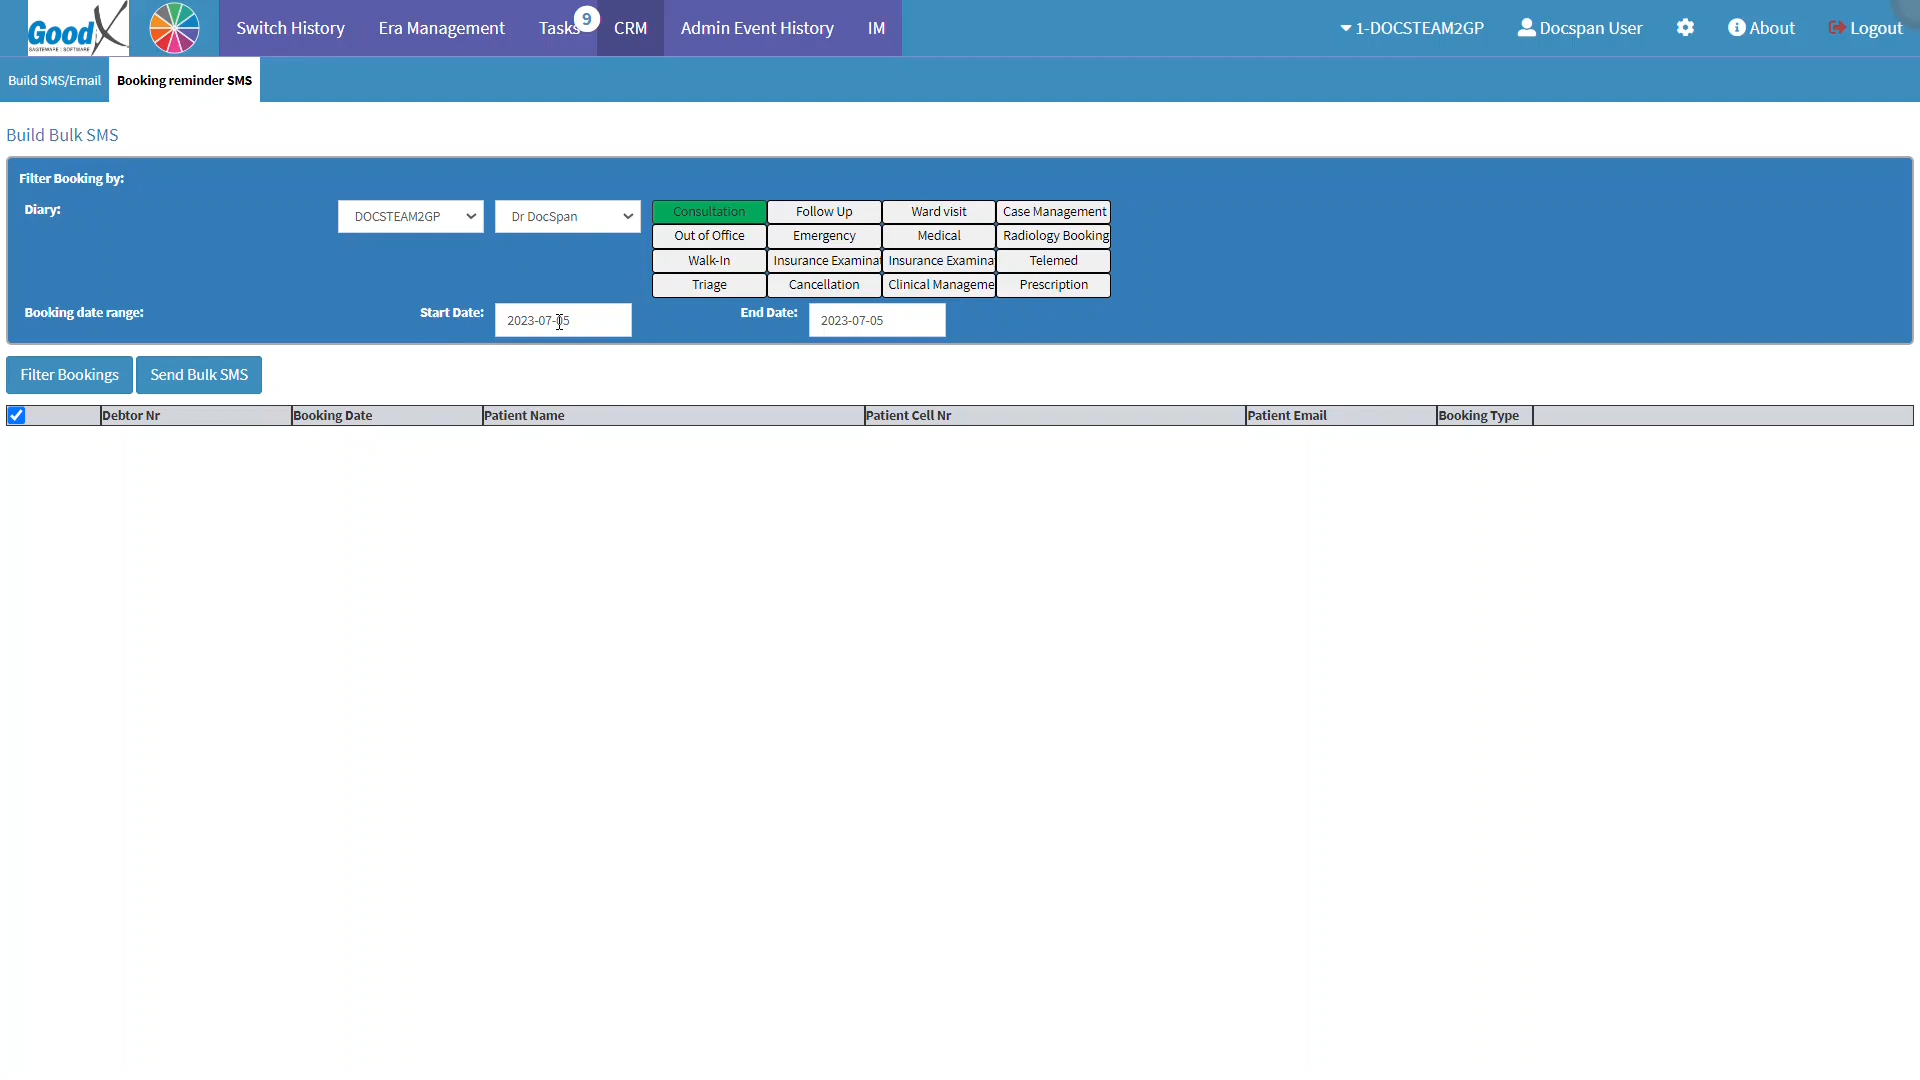 GoodX
SAGTEWARE | SOFTWARE
Switch History
Era Management
Tasks
9
CRM
Admin Event History
IM
1-DOCSTEAM2GP
Docspan User
About
Logout
Build SMS/Email
Booking reminder SMS
Build Bulk SMS
Filter Booking by:
Diary:
DOCSTEAM2GP
Dr DocSpan
Consultation
Follow Up
Ward visit
Case Management
Out of Office
Emergency
Medical
Radiology Booking
Walk-In
Insurance Examinat
Insurance Examina
Telemed
Triage
Cancellation
Clinical Manageme
Prescription
Booking date range:
Start Date:
2023-07-05
End Date:
2023-07-05
Filter Bookings
Send Bulk SMS
Debtor Nr
Booking Date
Patient Name
Patient Cell Nr
Patient Email
Booking Type